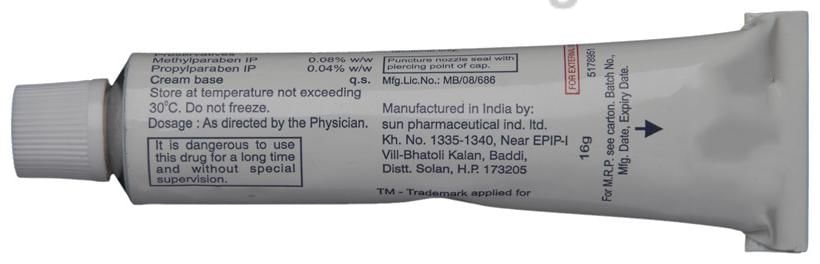 Preservatives
Methylparaben IP 0.08% w/w
Propylparaben IP 0.04% w/w
Cream base q.s.
Store at temperature not exceeding
30°C. Do not freeze.
Dosage : As directed by the Physician.
It is dangerous to use
this drug for a long time
and without special
supervision.
Puncture nozzle seal with
piercing point of cap.
Mfg.Lic.No.: MB/08/686
Manufactured in India by:
sun pharmaceutical ind. ltd.
Kh. No. 1335-1340, Near EPIP-I
Vill-Bhatoli Kalan, Baddi,
Distt. Solan, H.P. 173205
TM - Trademark applied for
FOR EXTERNAL
16g
5178951
For M.R.P. see carton. Batch No.,
Mfg. Date, Expiry Date.